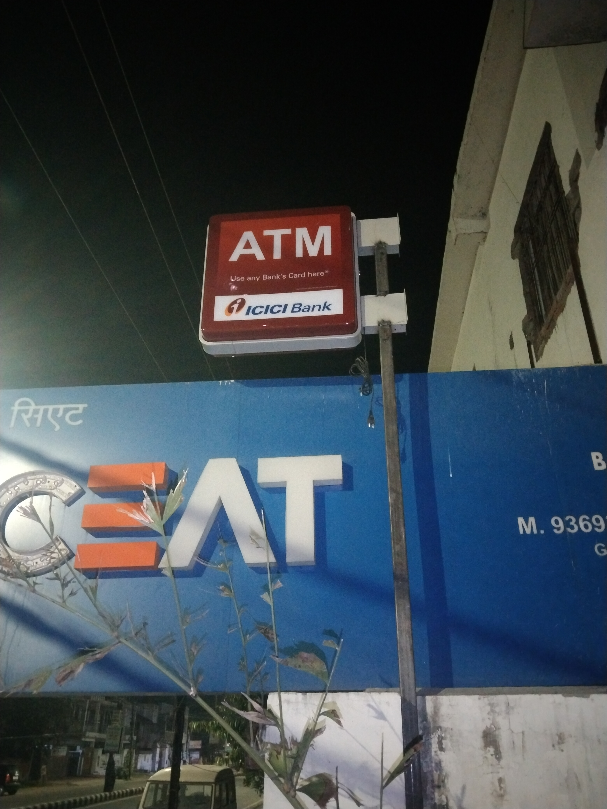 ATM
Use any Bank's Card here*
ICICI Bank
सिएट
CEAT
B
M. 9369
G